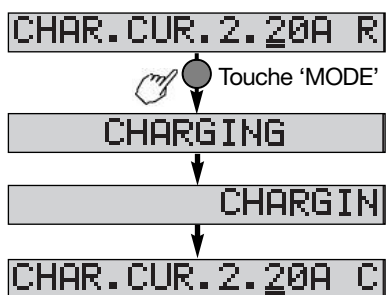 CHAR.CUR.2.20A R
Touche ‘MODE’
CHARGING
CHARGIN
CHAR.CUR.2.20A C